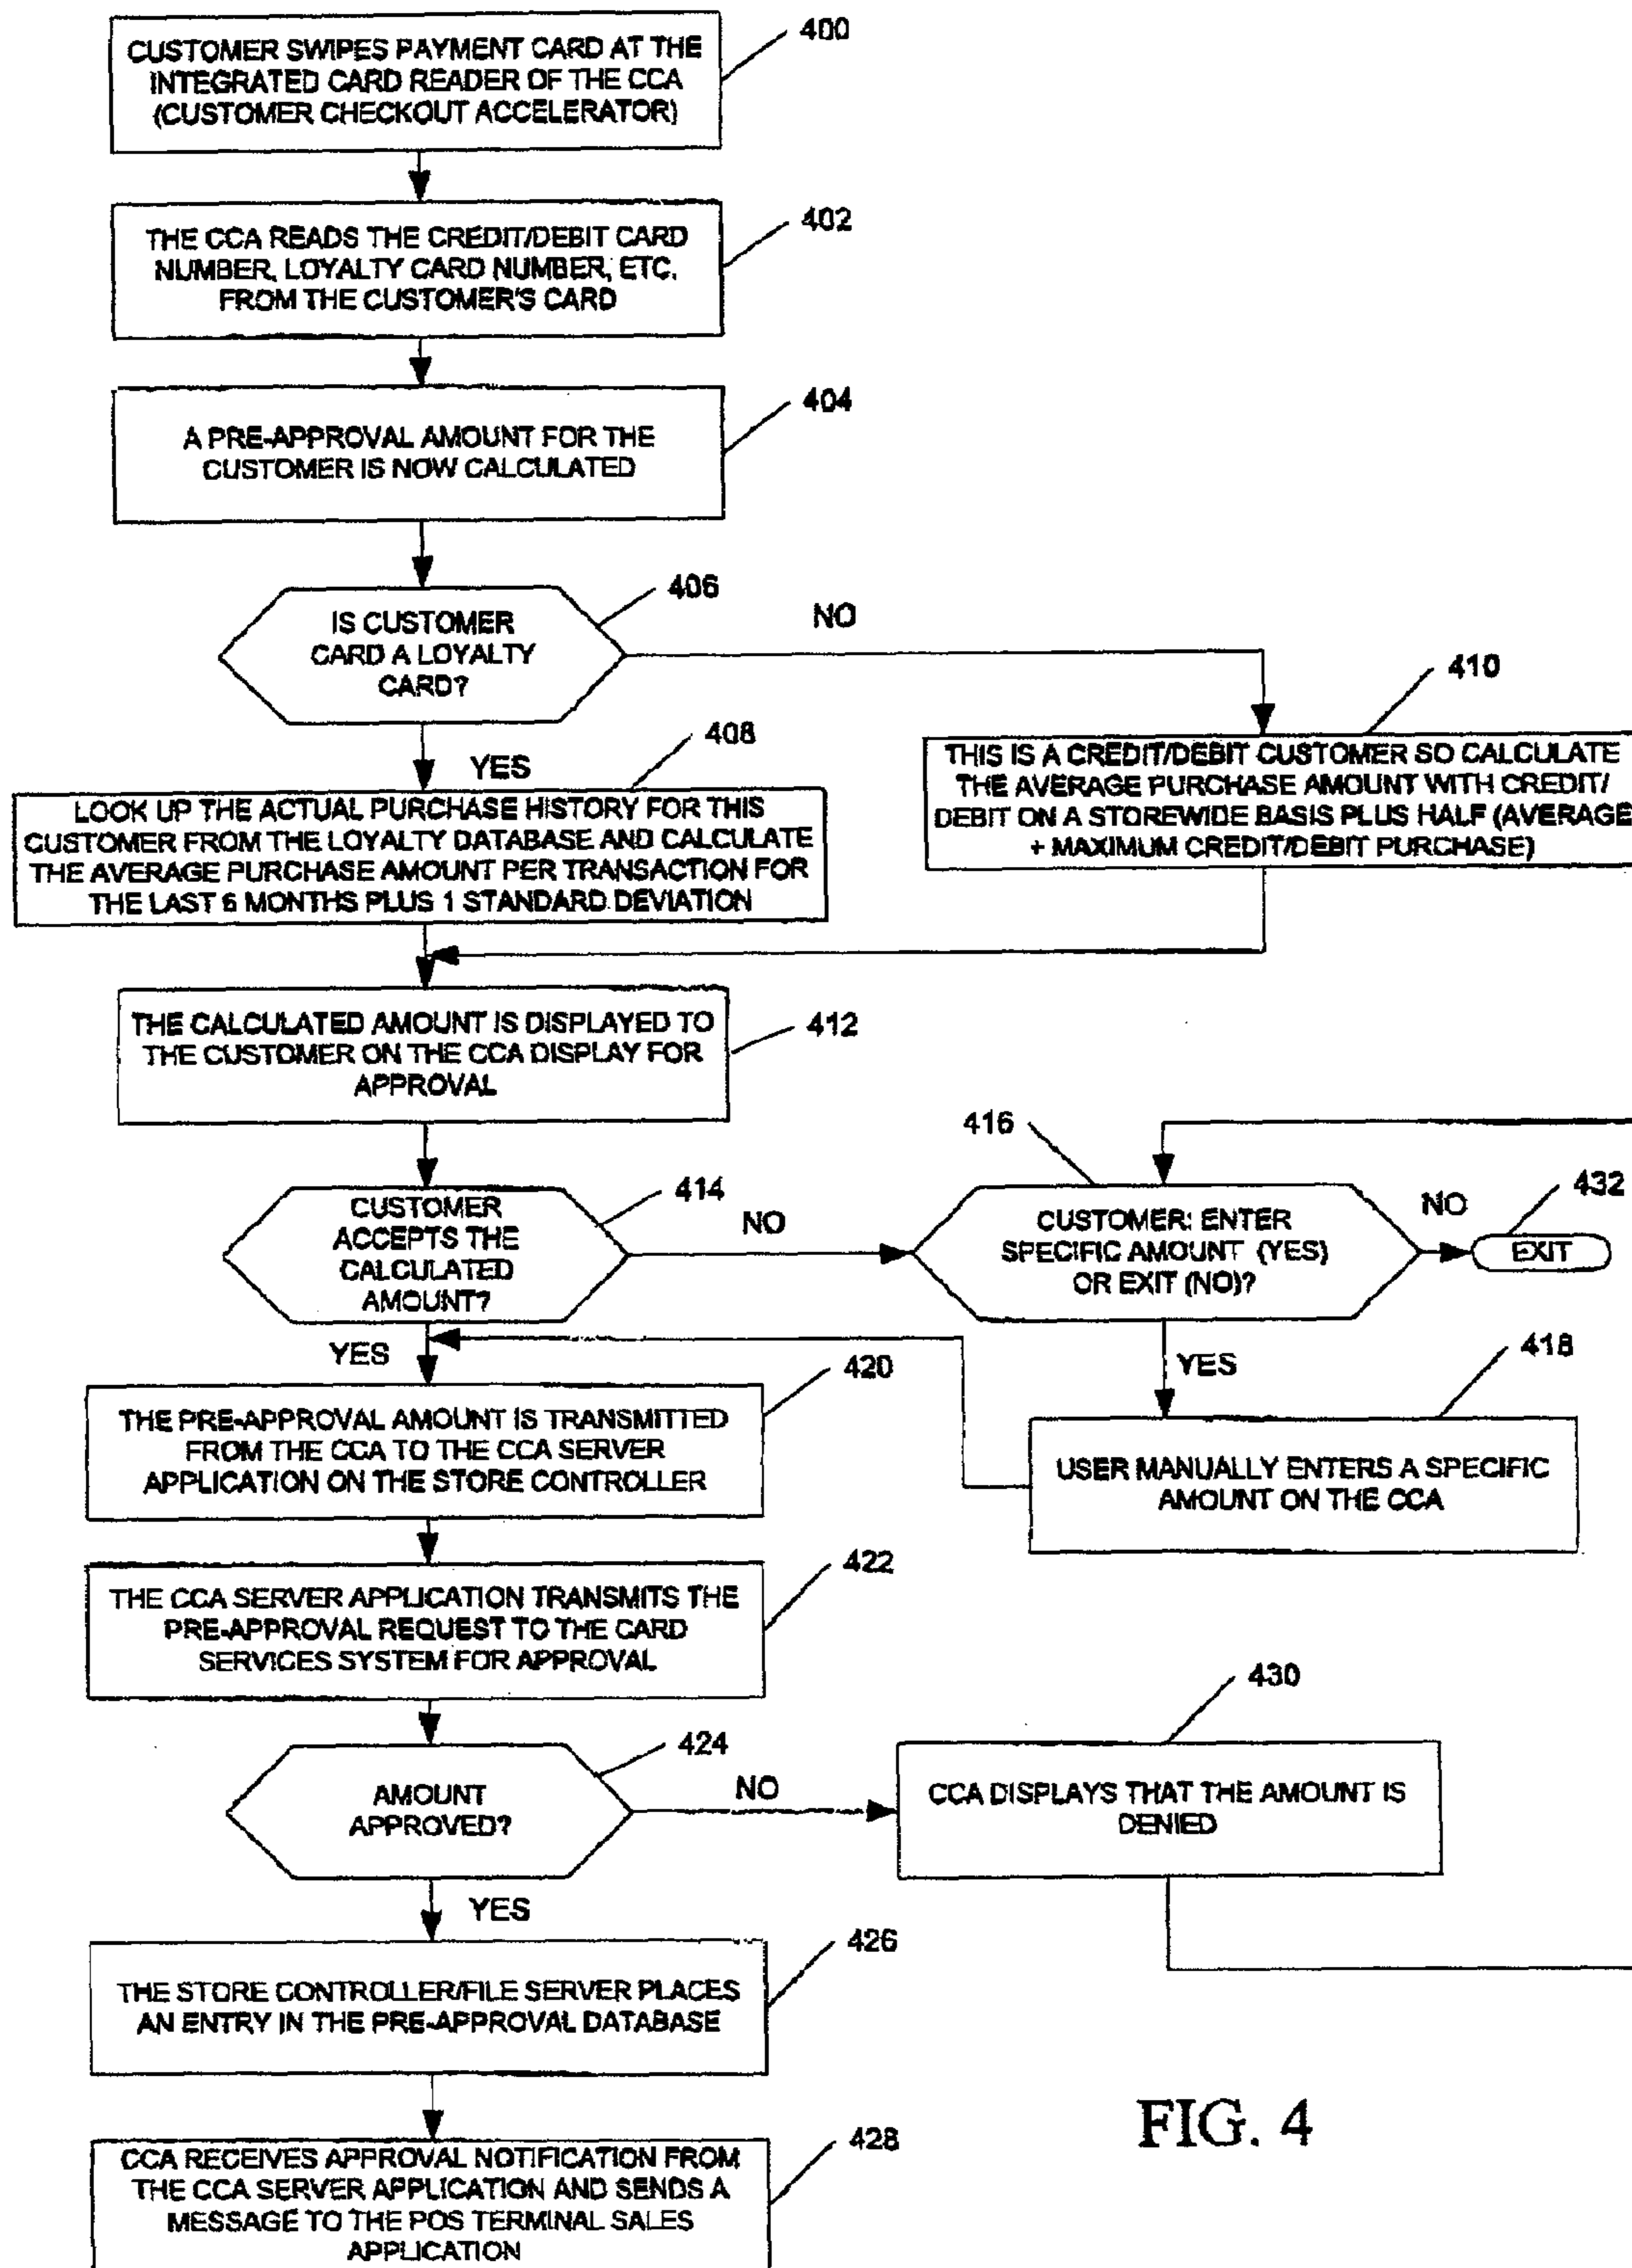 CUSTOMER SWIPES PAYMENT CARD AT THE
INTEGRATED CARD READER OF THE CCA
(CUSTOMER CHECKOUT ACCELERATOR)
400
THE CCA READS THE CREDIT/DEBIT CARD
NUMBER, LOYALTY CARD NUMBER, ETC.
FROM THE CUSTOMER'S CARD
402
A PRE-APPROVAL AMOUNT FOR THE
CUSTOMER IS NOW CALCULATED
404
IS CUSTOMER
CARD A LOYALTY
CARD?
406
NO
YES
LOOK UP THE ACTUAL PURCHASE HISTORY FOR THIS
CUSTOMER FROM THE LOYALTY DATABASE AND CALCULATE
THE AVERAGE PURCHASE AMOUNT PER TRANSACTION FOR
THE LAST 6 MONTHS PLUS 1 STANDARD DEVIATION
408
THIS IS A CREDIT/DEBIT CUSTOMER SO CALCULATE
THE AVERAGE PURCHASE AMOUNT WITH CREDIT/
DEBIT ON A STOREWIDE BASIS PLUS HALF (AVERAGE
+ MAXIMUM CREDIT/DEBIT PURCHASE)
410
THE CALCULATED AMOUNT IS DISPLAYED TO
THE CUSTOMER ON THE CCA DISPLAY FOR
APPROVAL
412
CUSTOMER
ACCEPTS THE
CALCULATED
AMOUNT?
414
NO
YES
CUSTOMER: ENTER
SPECIFIC AMOUNT (YES)
OR EXIT (NO)?
416
NO
EXIT
432
YES
USER MANUALLY ENTERS A SPECIFIC
AMOUNT ON THE CCA
418
THE PRE-APPROVAL AMOUNT IS TRANSMITTED
FROM THE CCA TO THE CCA SERVER
APPLICATION ON THE STORE CONTROLLER
420
THE CCA SERVER APPLICATION TRANSMITS THE
PRE-APPROVAL REQUEST TO THE CARD
SERVICES SYSTEM FOR APPROVAL
422
AMOUNT
APPROVED?
424
NO
YES
CCA DISPLAYS THAT THE AMOUNT IS
DENIED
430
THE STORE CONTROLLER/FILE SERVER PLACES
AN ENTRY IN THE PRE-APPROVAL DATABASE
426
CCA RECEIVES APPROVAL NOTIFICATION FROM
THE CCA SERVER APPLICATION AND SENDS A
MESSAGE TO THE POS TERMINAL SALES
APPLICATION
428
FIG. 4